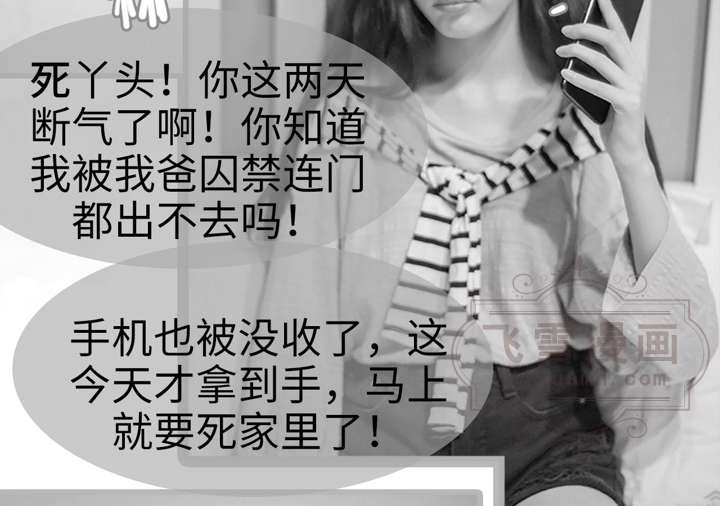 林
死丫头！你这两天
断气了啊！你知道
我被我爸囚禁连门
都出不去吗！
手机也被没收了，这
今天才拿到手，马上
就要死家里了！
飞雪漫画